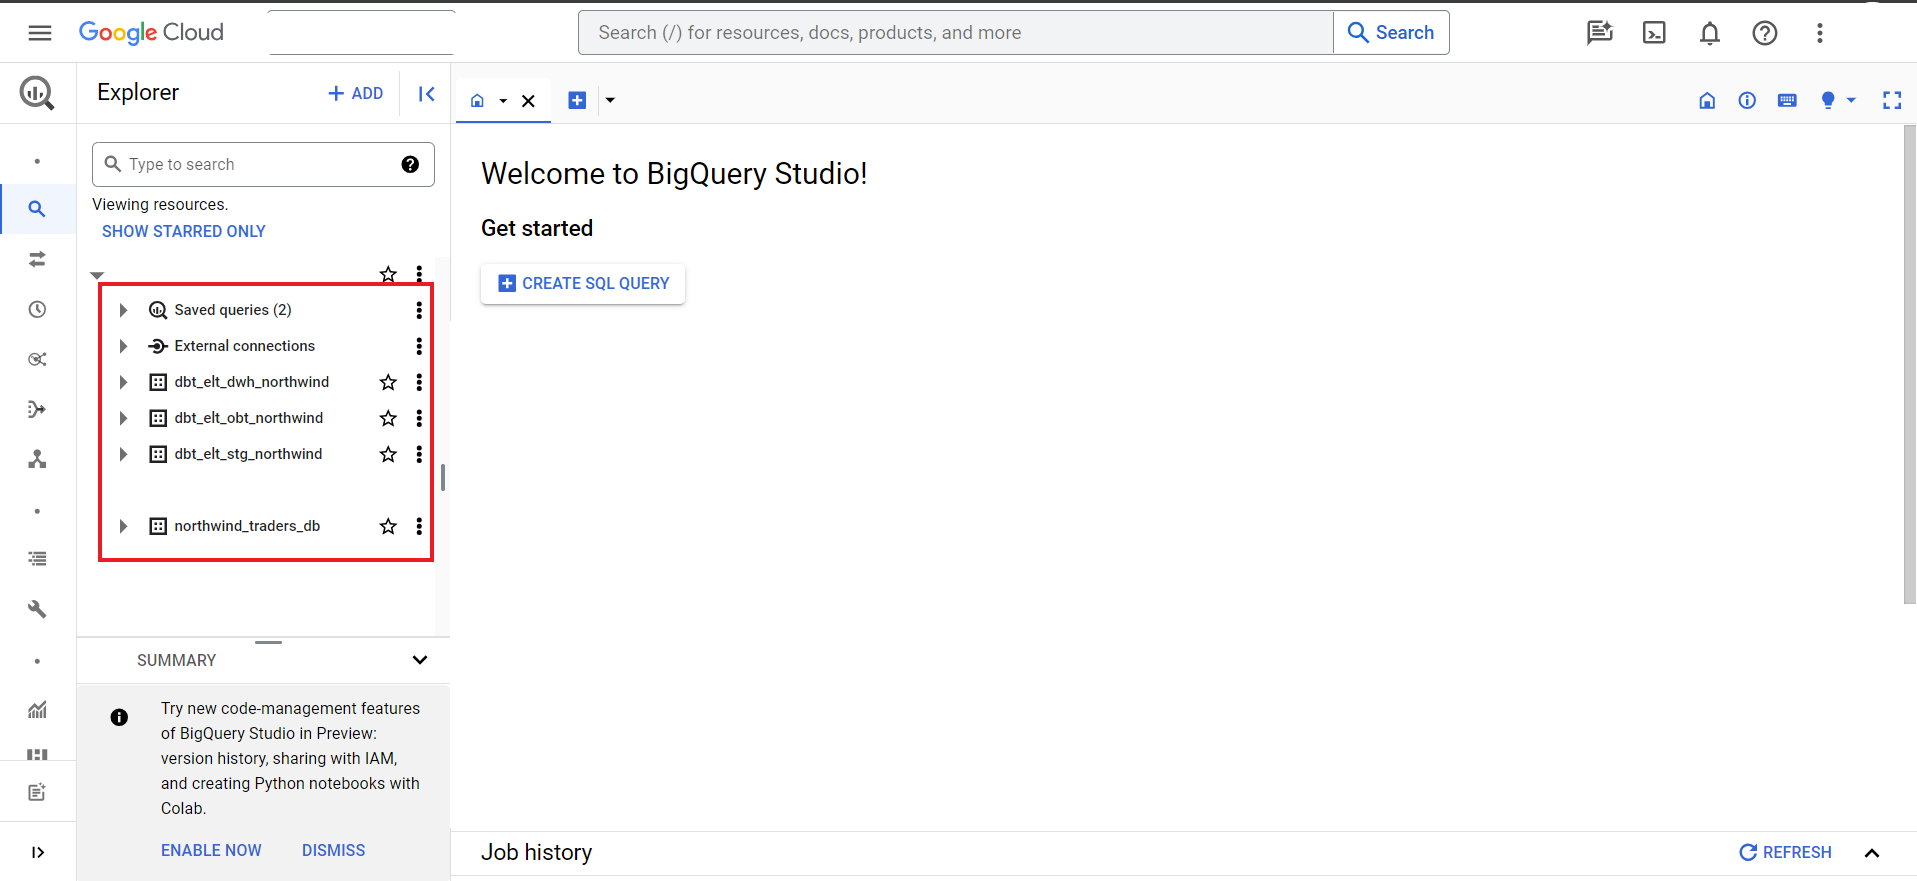 Google Cloud
Search (/) for resources, docs, products, and more
Search
Explorer
ADD
Type to search
Viewing resources.
SHOW STARRED ONLY
Saved queries (2)
External connections
dbt_elt_dwh_northwind
dbt_elt_obt_northwind
dbt_elt_stg_northwind
northwind_traders_db
SUMMARY
Try new code-management features
of BigQuery Studio in Preview:
version history, sharing with IAM,
and creating Python notebooks with
Colab.
ENABLE NOW DISMISS
Welcome to BigQuery Studio!
Get started
CREATE SQL QUERY
Job history
REFRESH